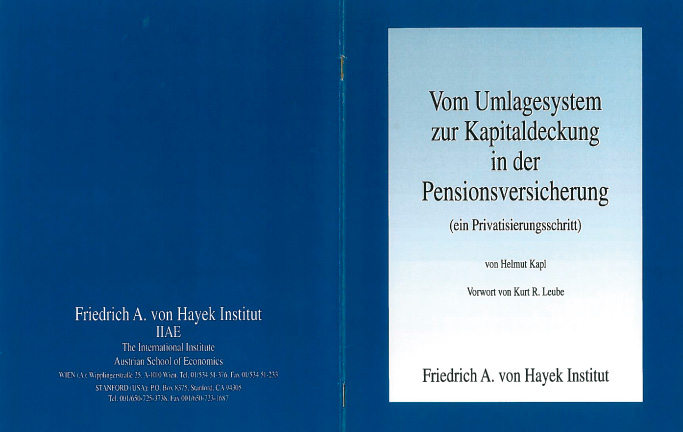 Friedrich A. von Hayek Institut
IIAE
The International Institute
Austrian School of Economics
WIEN (A): Wipplingerstraße 25, A-1010 Wien, Tel. 01/534 51-376, Fax 01/534 51-233
STANFORD (USA): P.O. Box 8375, Stanford, CA 94305
Tel. 001/650-725-3736, Fax 001/650-723-1687
Vom Umlagesystem
zur Kapitaldeckung
in der
Pensionsversicherung
(ein Privatisierungsschritt)
von Helmut Kapl
Vorwort von Kurt R. Leube
Friedrich A. von Hayek Institut